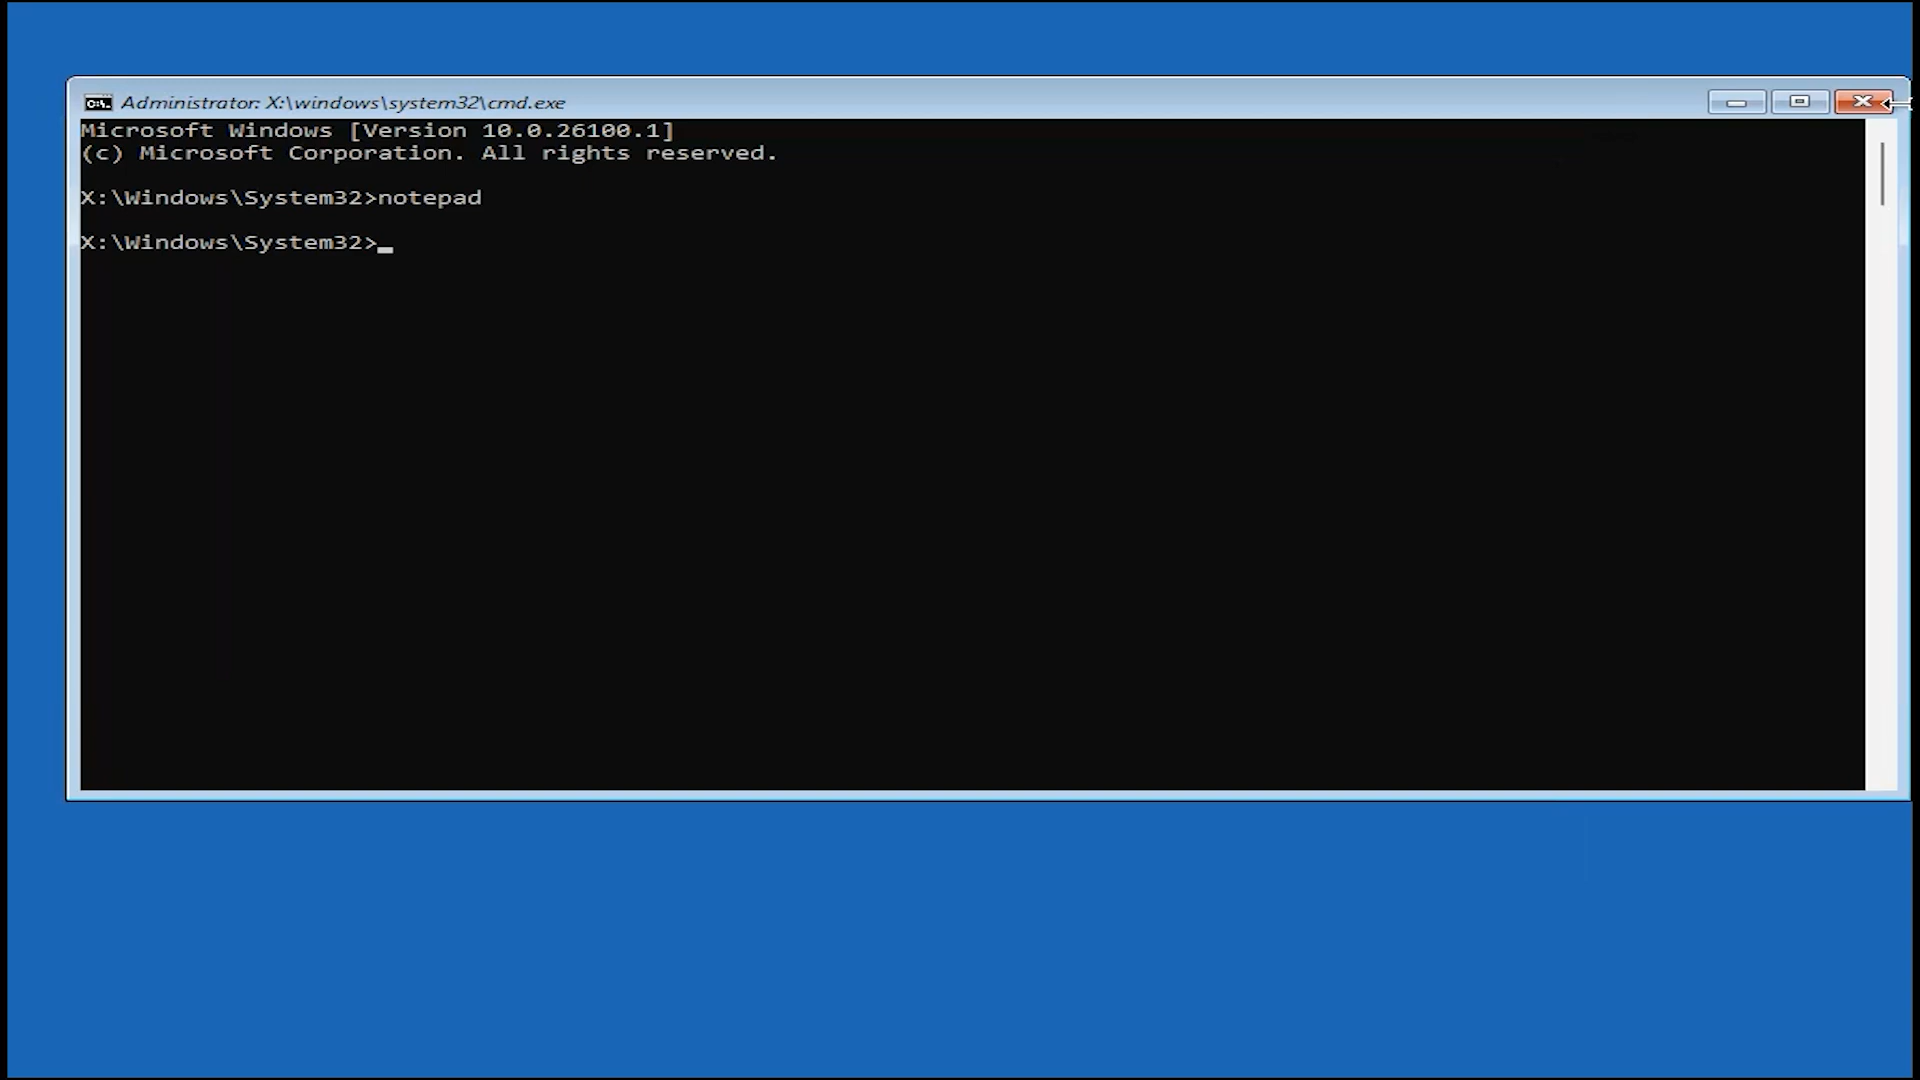 Administrator: X:\windows\system32\cmd.exe
Microsoft Windows [Version 10.0.26100.1]
(c) Microsoft Corporation. All rights reserved.
X:\Windows\System32>notepad
X:\Windows\System32>_